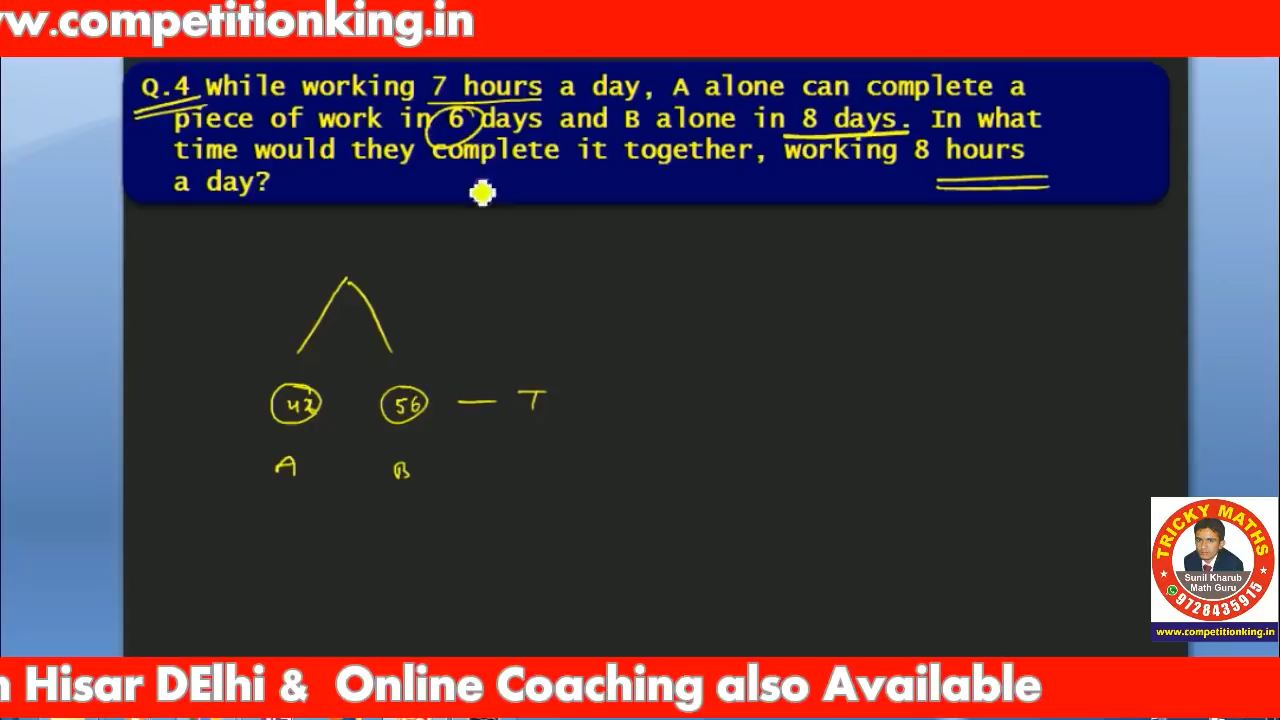 ww.competitionking.in
Q.4 While working 7 hours a day, A alone can complete a
piece of work in 6 days and B alone in 8 days. In what
time would they complete it together, working 8 hours
a day?
42 56 — T
A B
TRICKY MATHS
Sunil Kharub
Math Guru
9728435915
www.competitionking.in
n Hisar DElhi & Online Coaching also Available